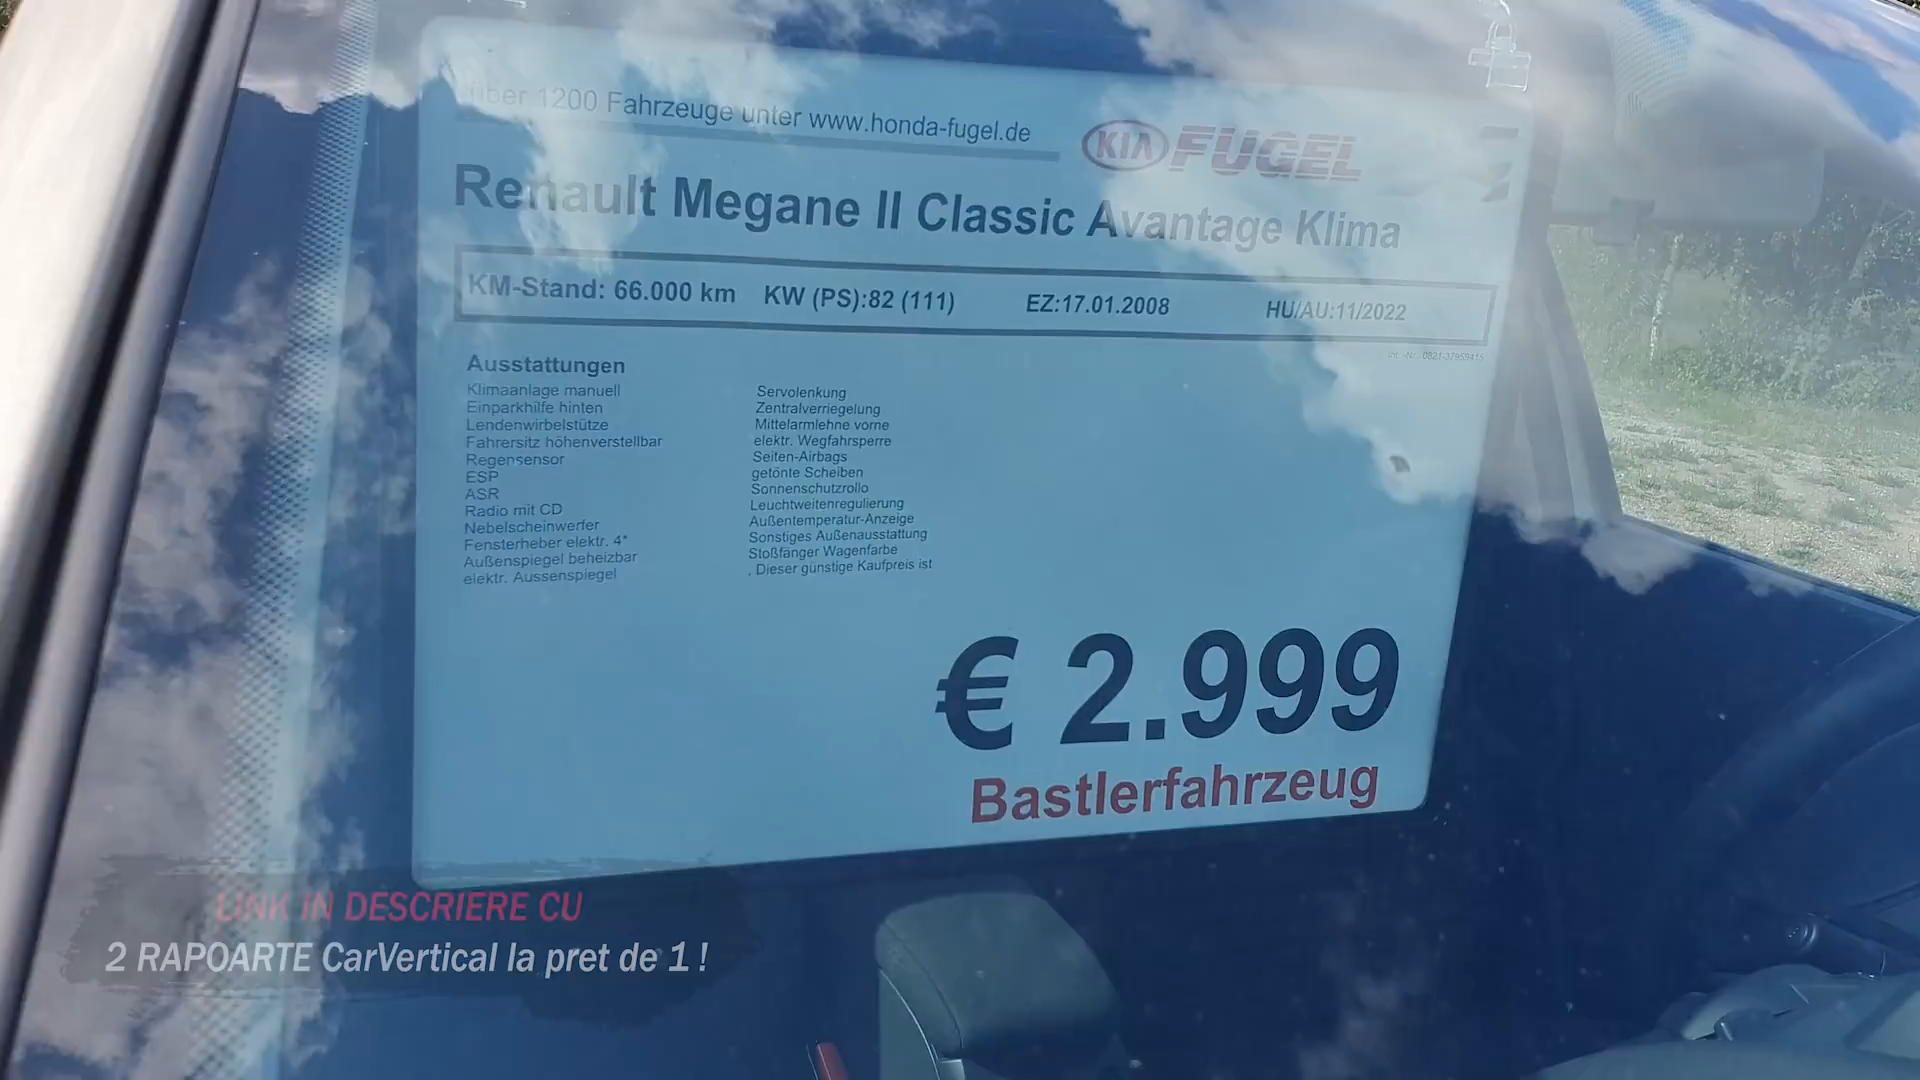 über 1200 Fahrzeuge unter www.honda-fugel.de
KIA FUGEL
Renault Megane II Classic Avantage Klima
KM-Stand: 66.000 km KW (PS):82 (111) EZ:17.01.2008 HU/AU:11/2022
Int. -Nr.: 0821-37959415
Ausstattungen
Klimaanlage manuell
Einparkhilfe hinten
Lendenwirbelstütze
Fahrersitz höhenverstellbar
Regensensor
ESP
ASR
Radio mit CD
Nebelscheinwerfer
Fensterheber elektr. 4*
Außenspiegel beheizbar
elektr. Aussenspiegel
Servolenkung
Zentralverriegelung
Mittelarmlehne vorne
elektr. Wegfahrsperre
Seiten-Airbags
getönte Scheiben
Sonnenschutzrollo
Leuchtweitenregulierung
Außentemperatur-Anzeige
Sonstiges Außenausstattung
Stoßfänger Wagenfarbe
, Dieser günstige Kaufpreis ist
€ 2.999
Bastlerfahrzeug
LINK IN DESCRIERE CU
2 RAPOARTE CarVertical la pret de 1 !